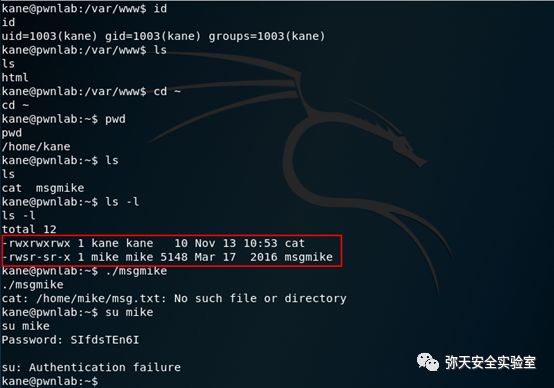 kane@pwnlab:/var/www$ id
id
uid=1003(kane) gid=1003(kane) groups=1003(kane)
kane@pwnlab:/var/www$ ls
ls
html
kane@pwnlab:/var/www$ cd ~
cd ~
kane@pwnlab:~$ pwd
pwd
/home/kane
kane@pwnlab:~$ ls
ls
cat  msgmike
kane@pwnlab:~$ ls -l
ls -l
total 12
-rwxrwxrwx 1 kane kane   10 Nov 13 10:53 cat
-rwsr-sr-x 1 mike mike 5148 Mar 17  2016 msgmike
kane@pwnlab:~$ ./msgmike
./msgmike
cat: /home/mike/msg.txt: No such file or directory
kane@pwnlab:~$ su mike
su mike
Password: SIfdsTEn6I
su: Authentication failure
kane@pwnlab:~$
弥天安全实验室